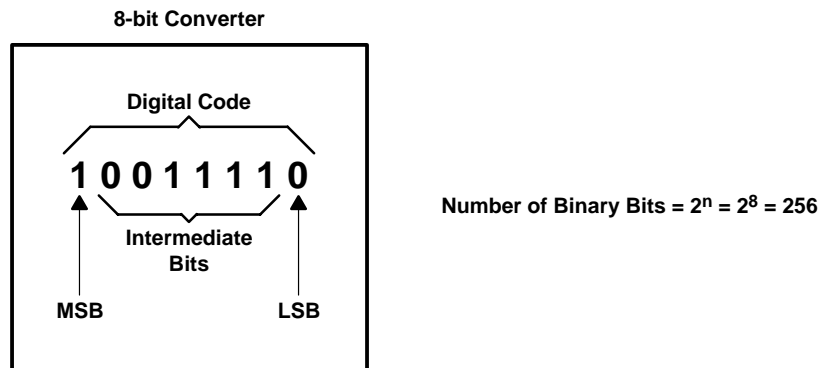 8-bit Converter
Digital Code
1 0 0 1 1 1 1 0
Intermediate
Bits
MSB
LSB
Number of Binary Bits = 2ⁿ = 2⁸ = 256